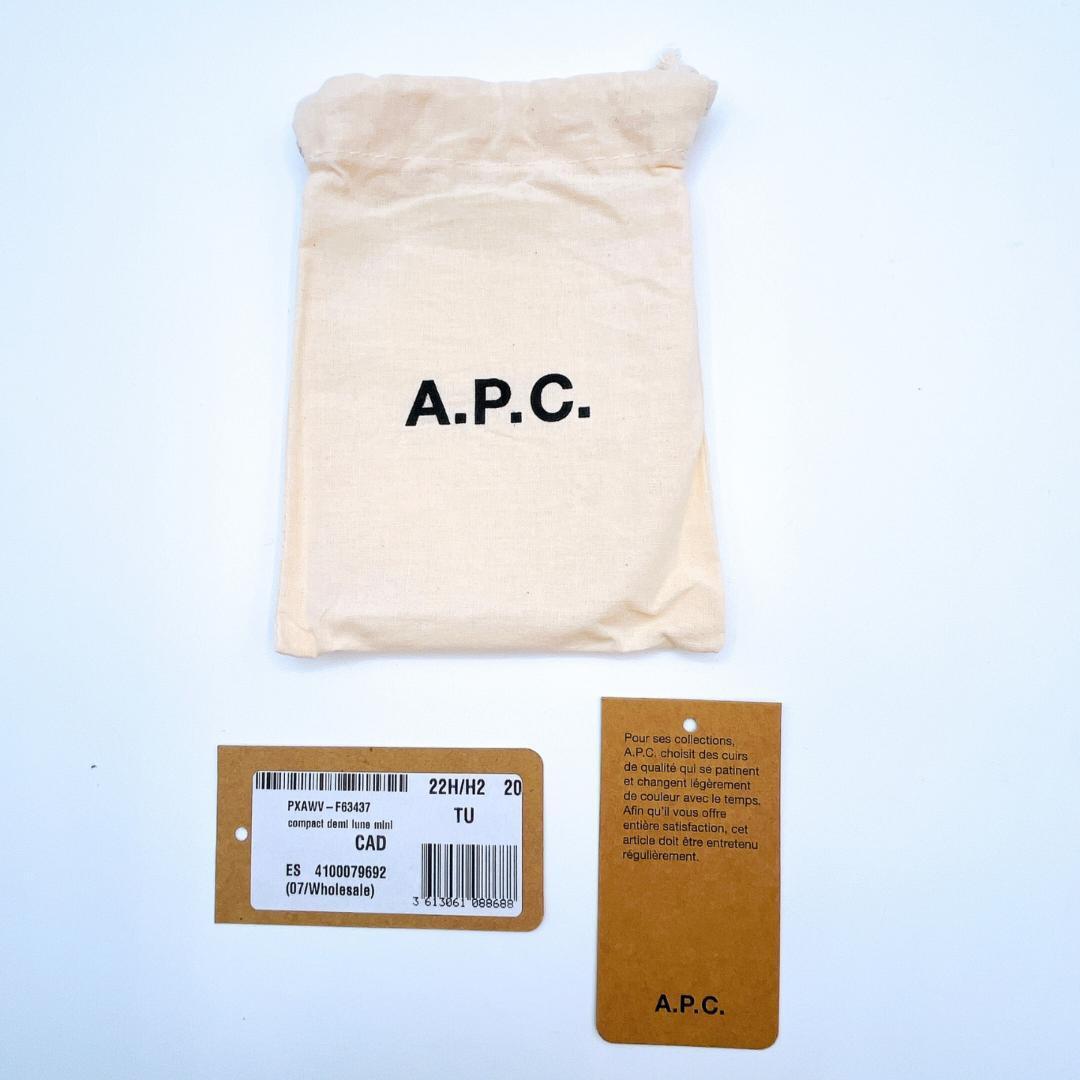 A.P.C.
22H/H2 20
PXAWV-F63437
compact demi lune mini
TU
CAD
ES 4100079692
(07/Wholesale)
3 613061 088688
Pour ses collections,
A.P.C. choisit des cuirs
de qualité qui se patinent
et changent légèrement
de couleur avec le temps.
Afin qu'il vous offre
entière satisfaction, cet
article doit être entretenu
régulièrement.
A.P.C.